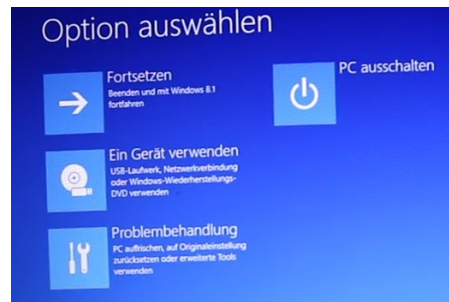 Option auswählen
Fortsetzen
Beenden und mit Windows 8.1
fortfahren
PC ausschalten
Ein Gerät verwenden
USB-Laufwerk, Netzwerkverbindung
oder Windows-Wiederherstellungs-
DVD verwenden
Problembehandlung
PC auffrischen, auf Originaleinstellung
zurücksetzen oder erweiterte Tools
verwenden